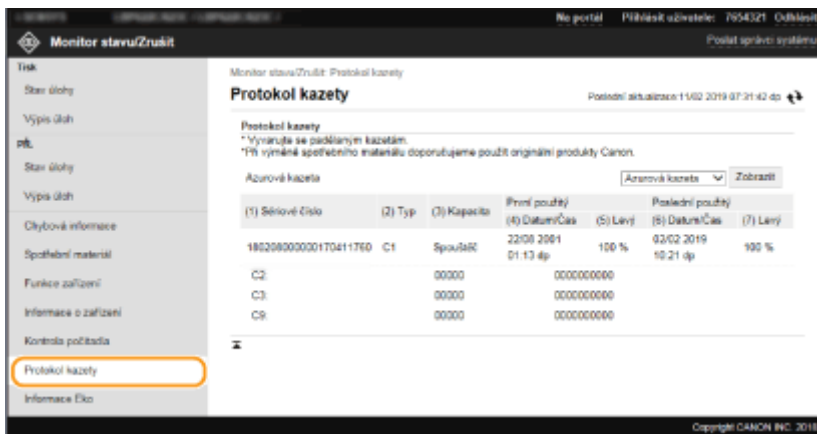 Na portál Přihlásit uživatele: 7654321 Odhlásit
Monitor stavu/Zrušit
Poslat správci systému
Tisk
Stav úlohy
Výpis úloh
Př.
Stav úlohy
Výpis úloh
Chybová informace
Spotřební materiál
Funkce zařízení
Informace o zařízení
Kontrola počitadla
Protokol kazety
Informace Eko
Monitor stavu/Zrušit: Protokol kazety
Protokol kazety
Poslední aktualizace:11/02 2019 07:31:42 dp
Protokol kazety
* Vyvarujte se padělaným kazetám.
*Při výměně spotřebního materiálu doporučujeme použít originální produkty Canon.
Azurová kazeta
Azurová kazeta Zobrazit
(1) Sériové číslo (2) Typ (3) Kapacita První použitý Poslední použitý
(4) Datum/Čas (5) Levý (6) Datum/Čas (7) Levý
180208000000170411760 C1 Spouštěč 22/08 2001 01:13 dp 100 % 02/02 2019 10:21 dp 100 %
C2: 00000 0000000000
C3: 00000 0000000000
C9: 00000 0000000000
Copyright CANON INC. 2018